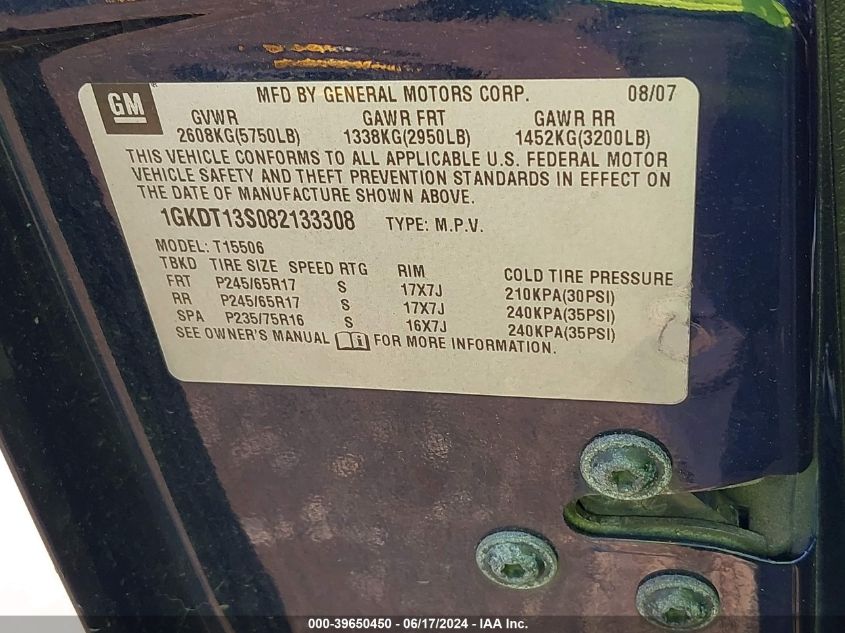 GM®
MFD BY GENERAL MOTORS CORP. 08/07
GVWR GAWR FRT GAWR RR
2608KG(5750LB) 1338KG(2950LB) 1452KG(3200LB)
THIS VEHICLE CONFORMS TO ALL APPLICABLE U.S. FEDERAL MOTOR
VEHICLE SAFETY AND THEFT PREVENTION STANDARDS IN EFFECT ON
THE DATE OF MANUFACTURE SHOWN ABOVE.
1GKDT13S082133308 TYPE: M.P.V.
MODEL: T15506
TBKD TIRE SIZE SPEED RTG RIM COLD TIRE PRESSURE
FRT P245/65R17 S 17X7J 210KPA(30PSI)
RR P245/65R17 S 17X7J 240KPA(35PSI)
SPA P235/75R16 S 16X7J 240KPA(35PSI)
SEE OWNER'S MANUAL FOR MORE INFORMATION.
000-39650450 - 06/17/2024 - IAA Inc.